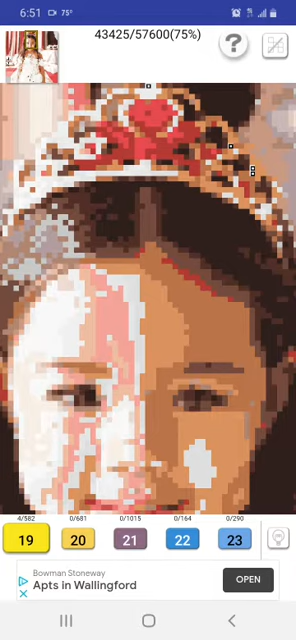 6:51 75°
43425/57600(75%)
?
4/582 0/681 0/1015 0/164 0/290
19 20 21 22 23
Bowman Stoneway
Apts in Wallingford
OPEN